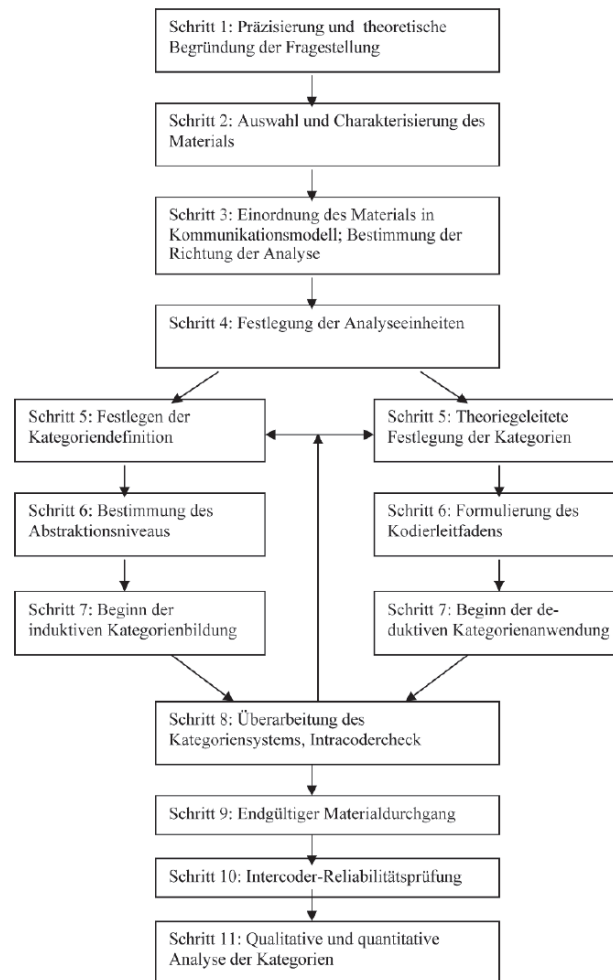 Schritt 1: Präzisierung und theoretische
Begründung der Fragestellung
Schritt 2: Auswahl und Charakterisierung des
Materials
Schritt 3: Einordnung des Materials in
Kommunikationsmodell; Bestimmung der
Richtung der Analyse
Schritt 4: Festlegung der Analyseeinheiten
Schritt 5: Festlegen der
Kategoriendefinition
Schritt 6: Bestimmung des
Abstraktionsniveaus
Schritt 7: Beginn der
induktiven Kategorienbildung
Schritt 5: Theoriegeleitete
Festlegung der Kategorien
Schritt 6: Formulierung des
Kodierleitfadens
Schritt 7: Beginn der de-
duktiven Kategorienanwendung
Schritt 8: Überarbeitung des
Kategoriensystems, Intracodercheck
Schritt 9: Endgültiger Materialdurchgang
Schritt 10: Intercoder-Reliabilitätsprüfung
Schritt 11: Qualitative und quantitative
Analyse der Kategorien